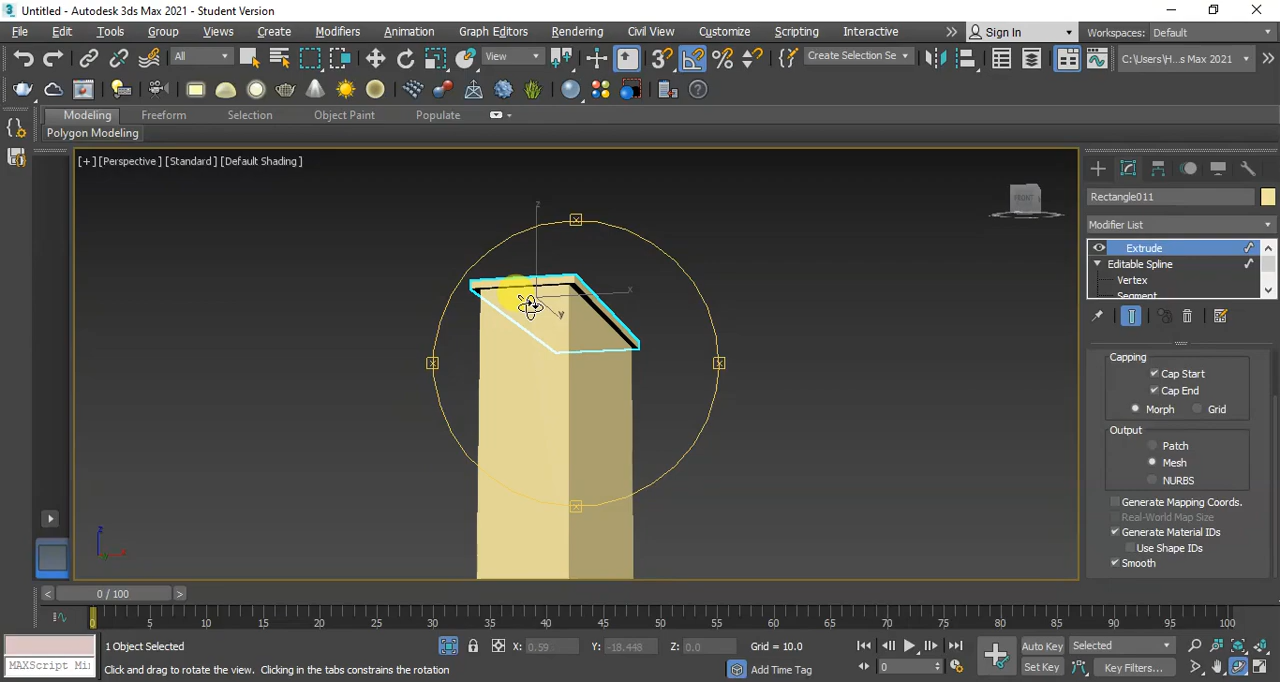 Untitled - Autodesk 3ds Max 2021 - Student Version
File Edit Tools Group Views Create Modifiers Animation Graph Editors Rendering Civil View Customize Scripting Interactive Sign In Workspaces: Default
All View Create Selection Se C:\Users\H...s Max 2021
Modeling Freeform Selection Object Paint Populate
Polygon Modeling
[+] [Perspective] [Standard] [Default Shading]
FRONT
z
x
y
z
Rectangle011
Modifier List
Extrude
Editable Spline
Vertex
Segment
Capping
Cap Start
Cap End
Morph Grid
Output
Patch
Mesh
NURBS
Generate Mapping Coords.
Real-World Map Size
Generate Material IDs
Use Shape IDs
Smooth
< 0 / 100 >
0 5 10 15 20 25 30 35 40 45 50 55 60 65 70 75 80 85 90 95 100
1 Object Selected X: 0.59 Y: -18.448 Z: 0.0 Grid = 10.0 Auto Key Selected
MAXScript Mi Click and drag to rotate the view. Clicking in the tabs constrains the rotation Add Time Tag 0 Set Key Key Filters...